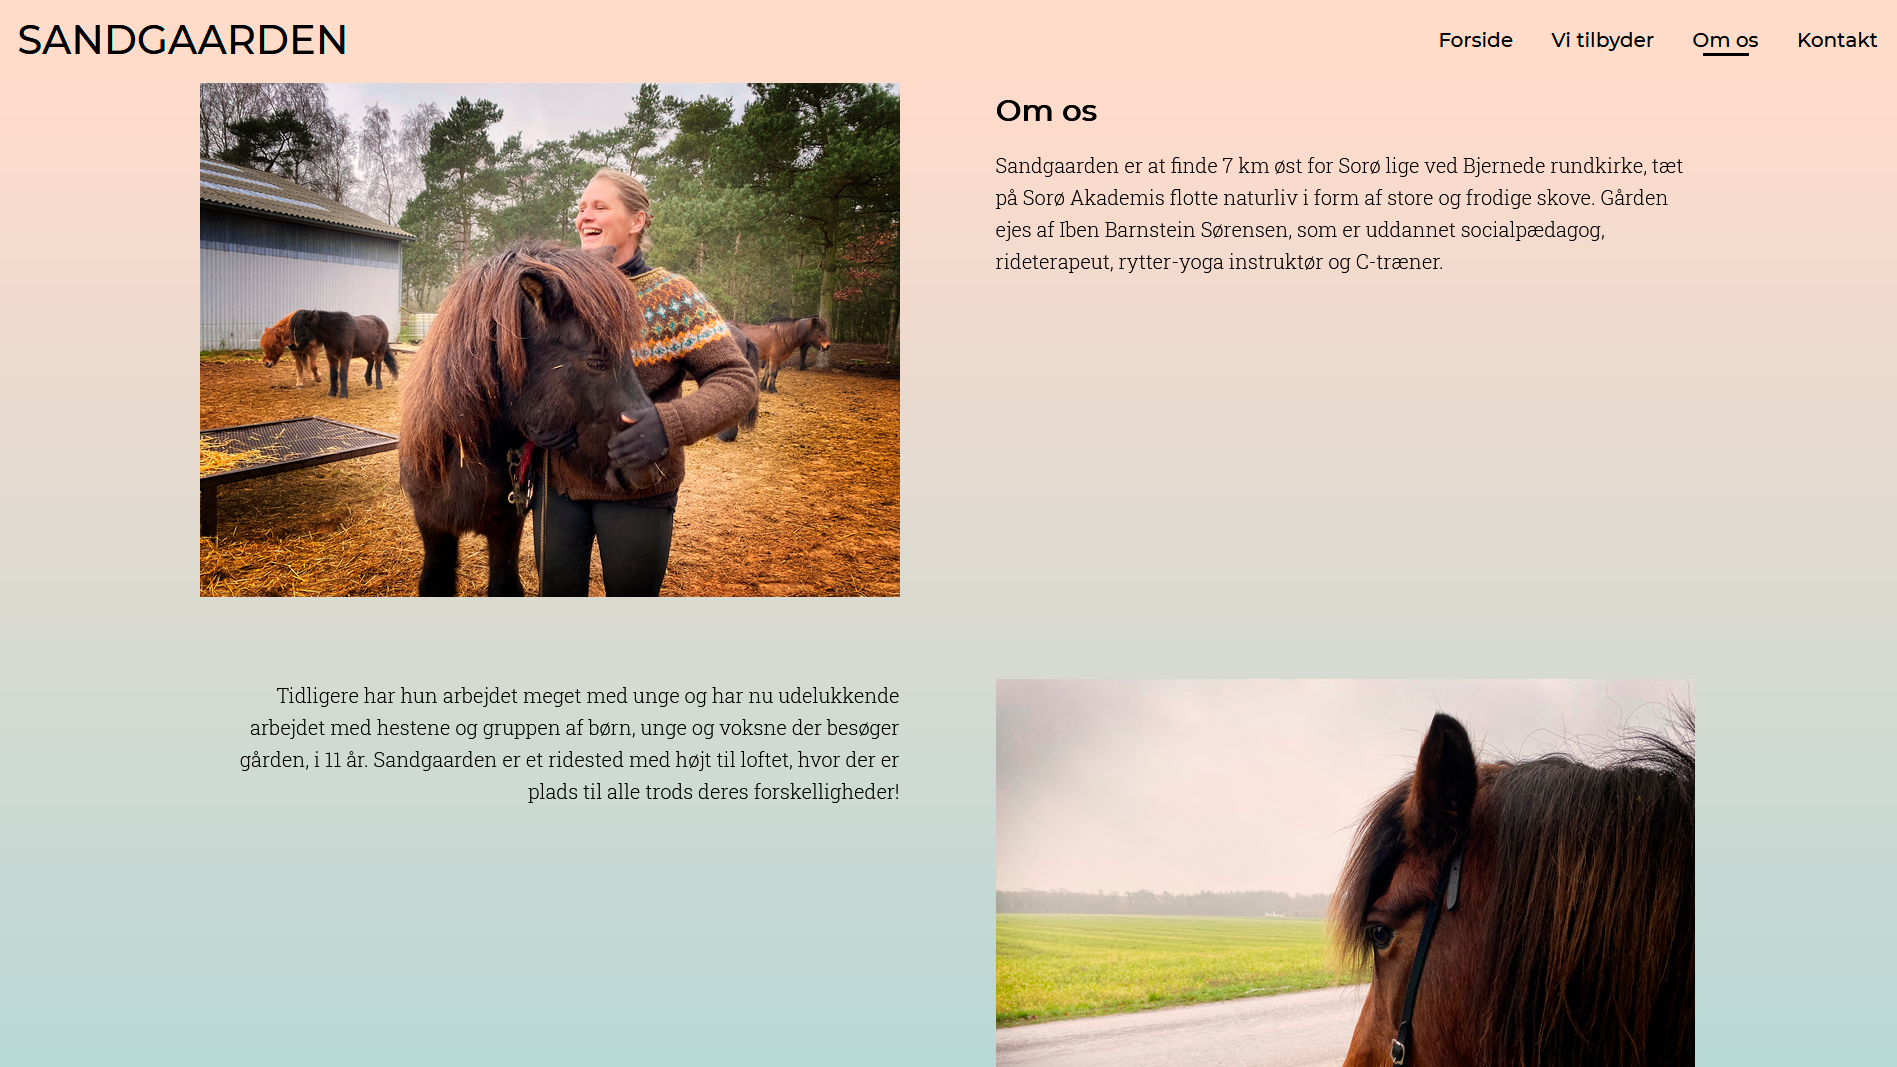 SANDGAARDEN
Forside Vi tilbyder Om os Kontakt
Om os
Sandgaarden er at finde 7 km øst for Sorø lige ved Bjernede rundkirke, tæt
på Sorø Akademis flotte naturliv i form af store og frodige skove. Gården
ejes af Iben Barnstein Sørensen, som er uddannet socialpædagog,
rideterapeut, rytter-yoga instruktør og C-træner.
Tidligere har hun arbejdet meget med unge og har nu udelukkende
arbejdet med hestene og gruppen af børn, unge og voksne der besøger
gården, i 11 år. Sandgaarden er et ridested med højt til loftet, hvor der er
plads til alle trods deres forskelligheder!